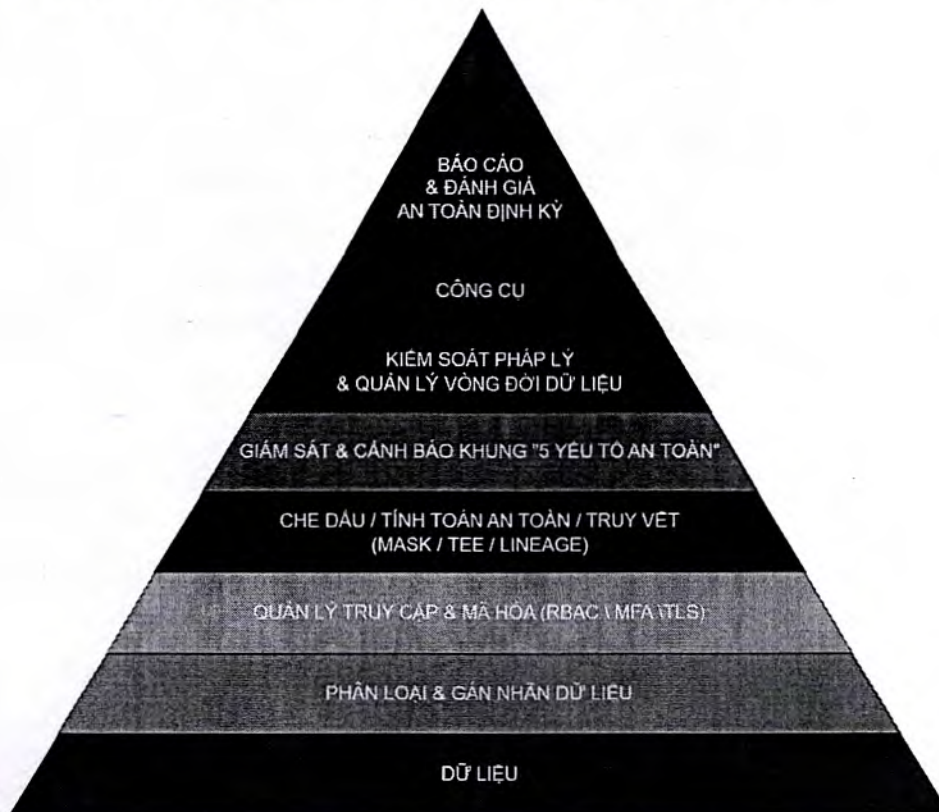 BÁO CÁO
& ĐÁNH GIÁ
AN TOÀN ĐỊNH KỲ
CÔNG CỤ
KIỂM SOÁT PHÁP LÝ
& QUẢN LÝ VÒNG ĐỜI DỮ LIỆU
GIÁM SÁT & CẢNH BÁO KHUNG "5 YẾU TỐ AN TOÀN"
CHE DẤU / TÍNH TOÁN AN TOÀN / TRUY VẾT
(MASK / TEE / LINEAGE)
QUẢN LÝ TRUY CẬP & MÃ HÓA (RBAC \ MFA \TLS)
PHÂN LOẠI & GÁN NHÃN DỮ LIỆU
DỮ LIỆU